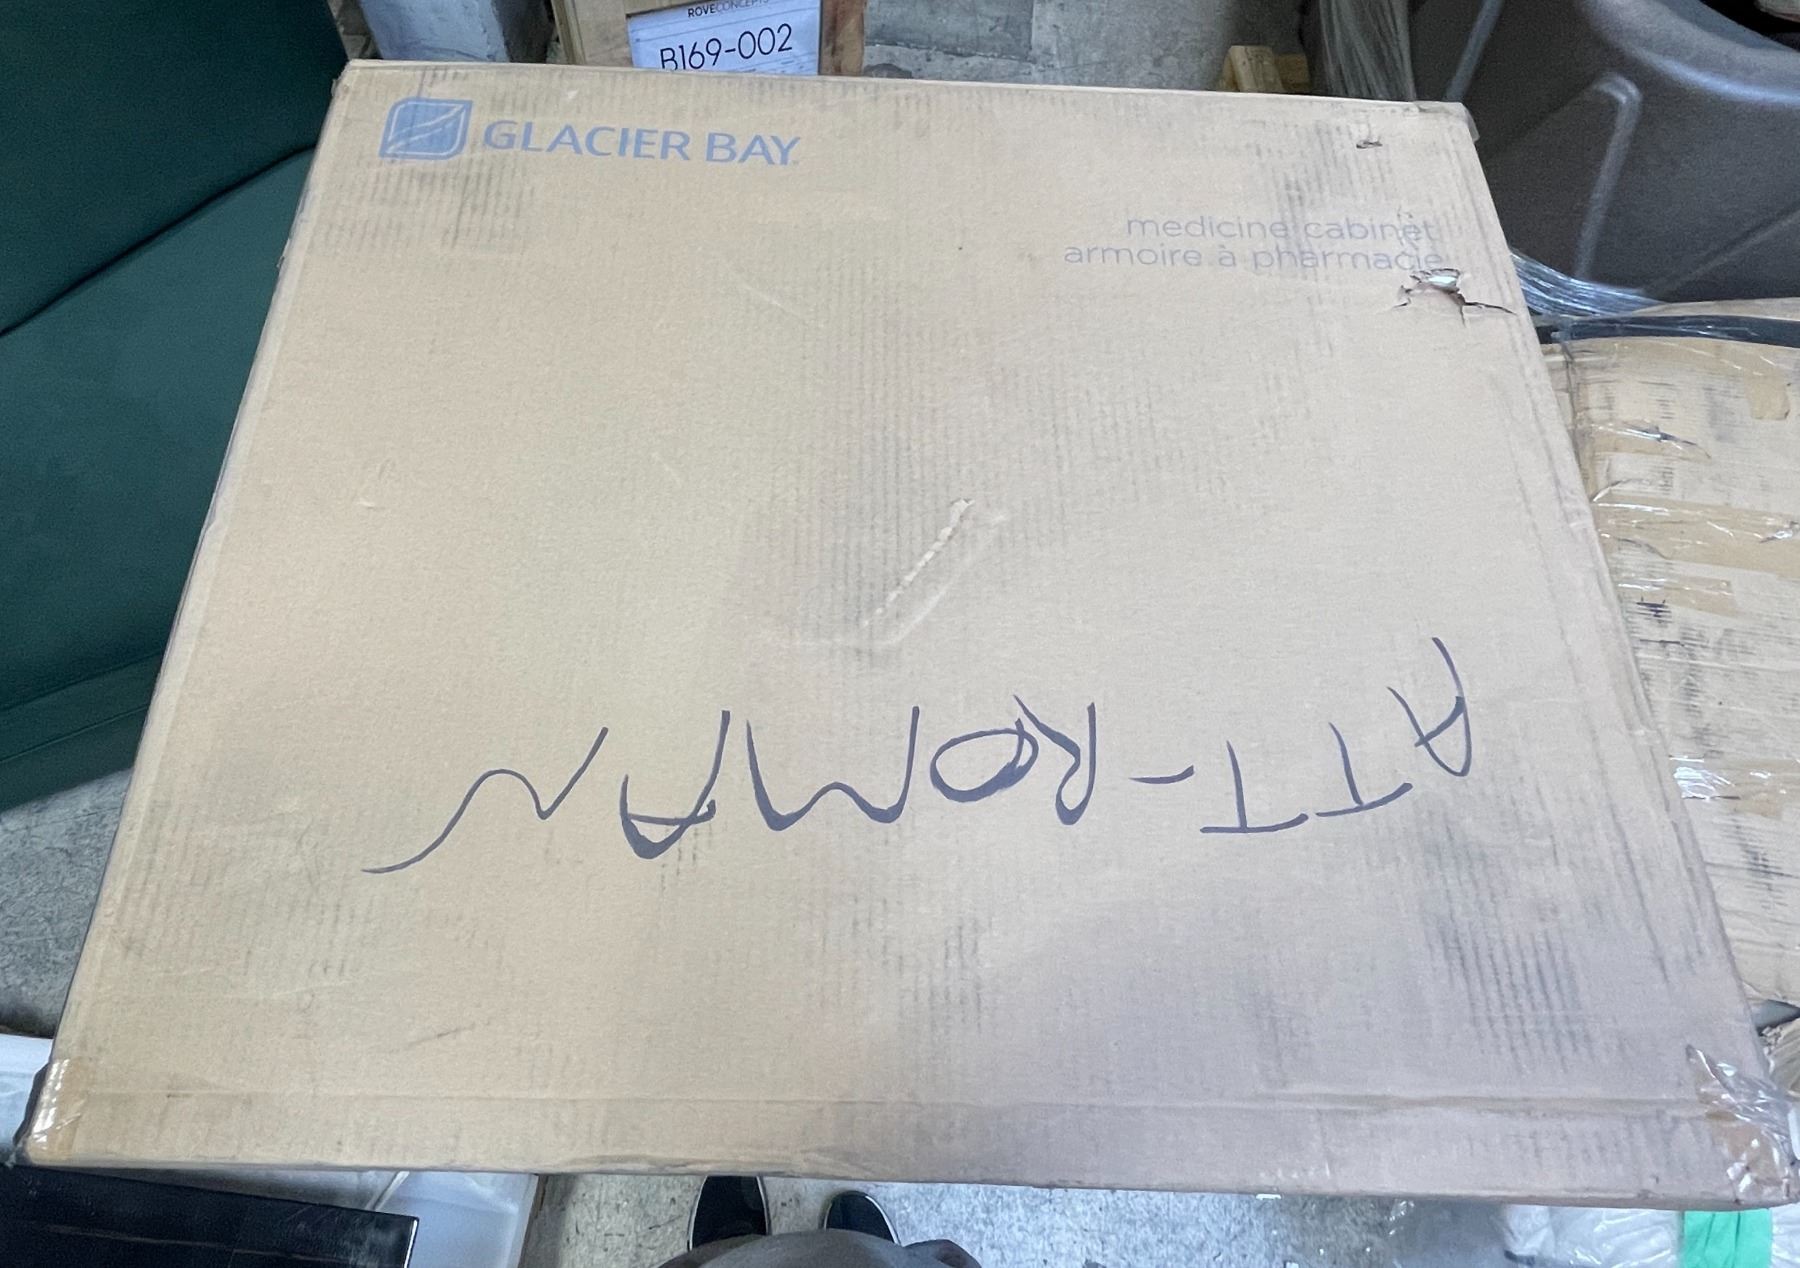 ROVECONCEPTS
B169-002
GLACIER BAY
medicine cabinet
armoire à pharmacie
ATT-ROMAN